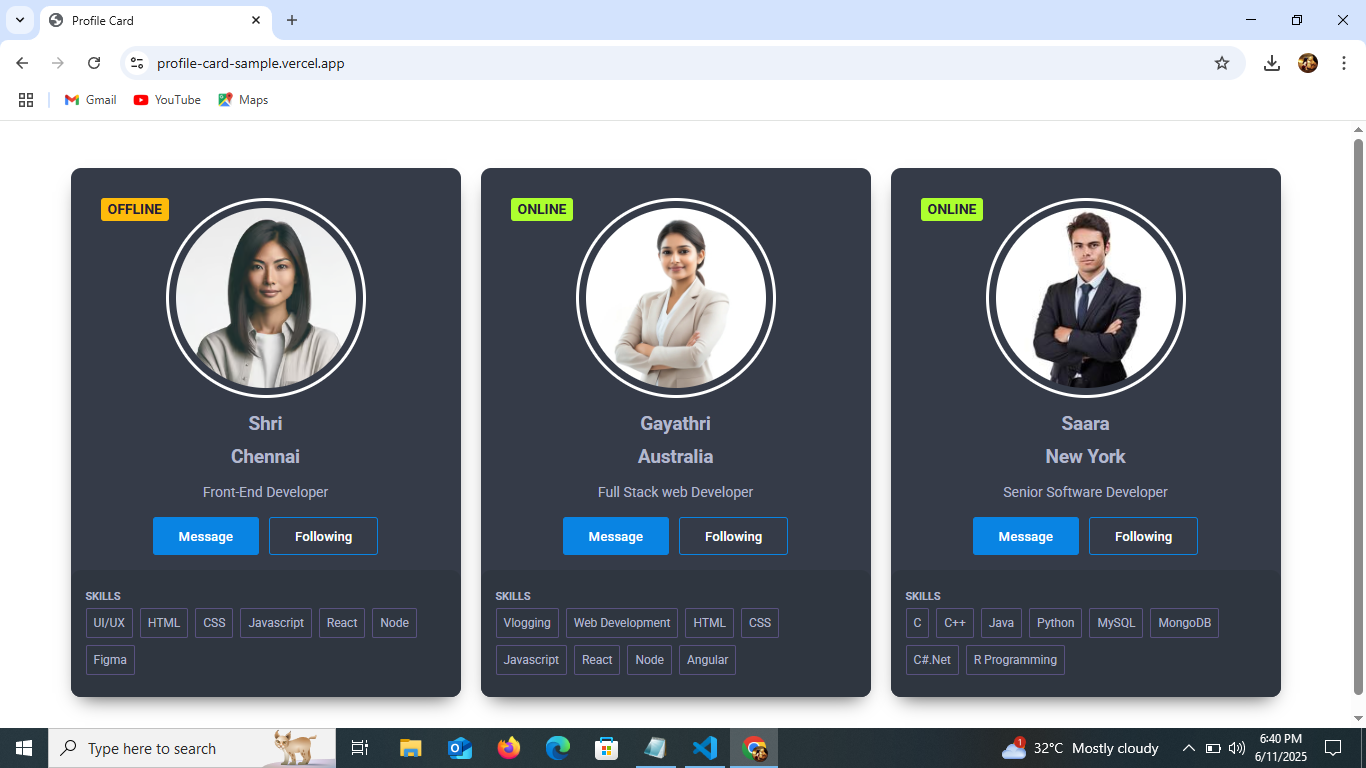 Profile Card
profile-card-sample.vercel.app
Gmail YouTube Maps
OFFLINE
Shri
Chennai
Front-End Developer
Message Following
SKILLS
UI/UX HTML CSS Javascript React Node
Figma
ONLINE
Gayathri
Australia
Full Stack web Developer
Message Following
SKILLS
Vlogging Web Development HTML CSS
Javascript React Node Angular
ONLINE
Saara
New York
Senior Software Developer
Message Following
SKILLS
C C++ Java Python MySQL MongoDB
C#.Net R Programming
Type here to search
1
32°C Mostly cloudy
6:40 PM
6/11/2025